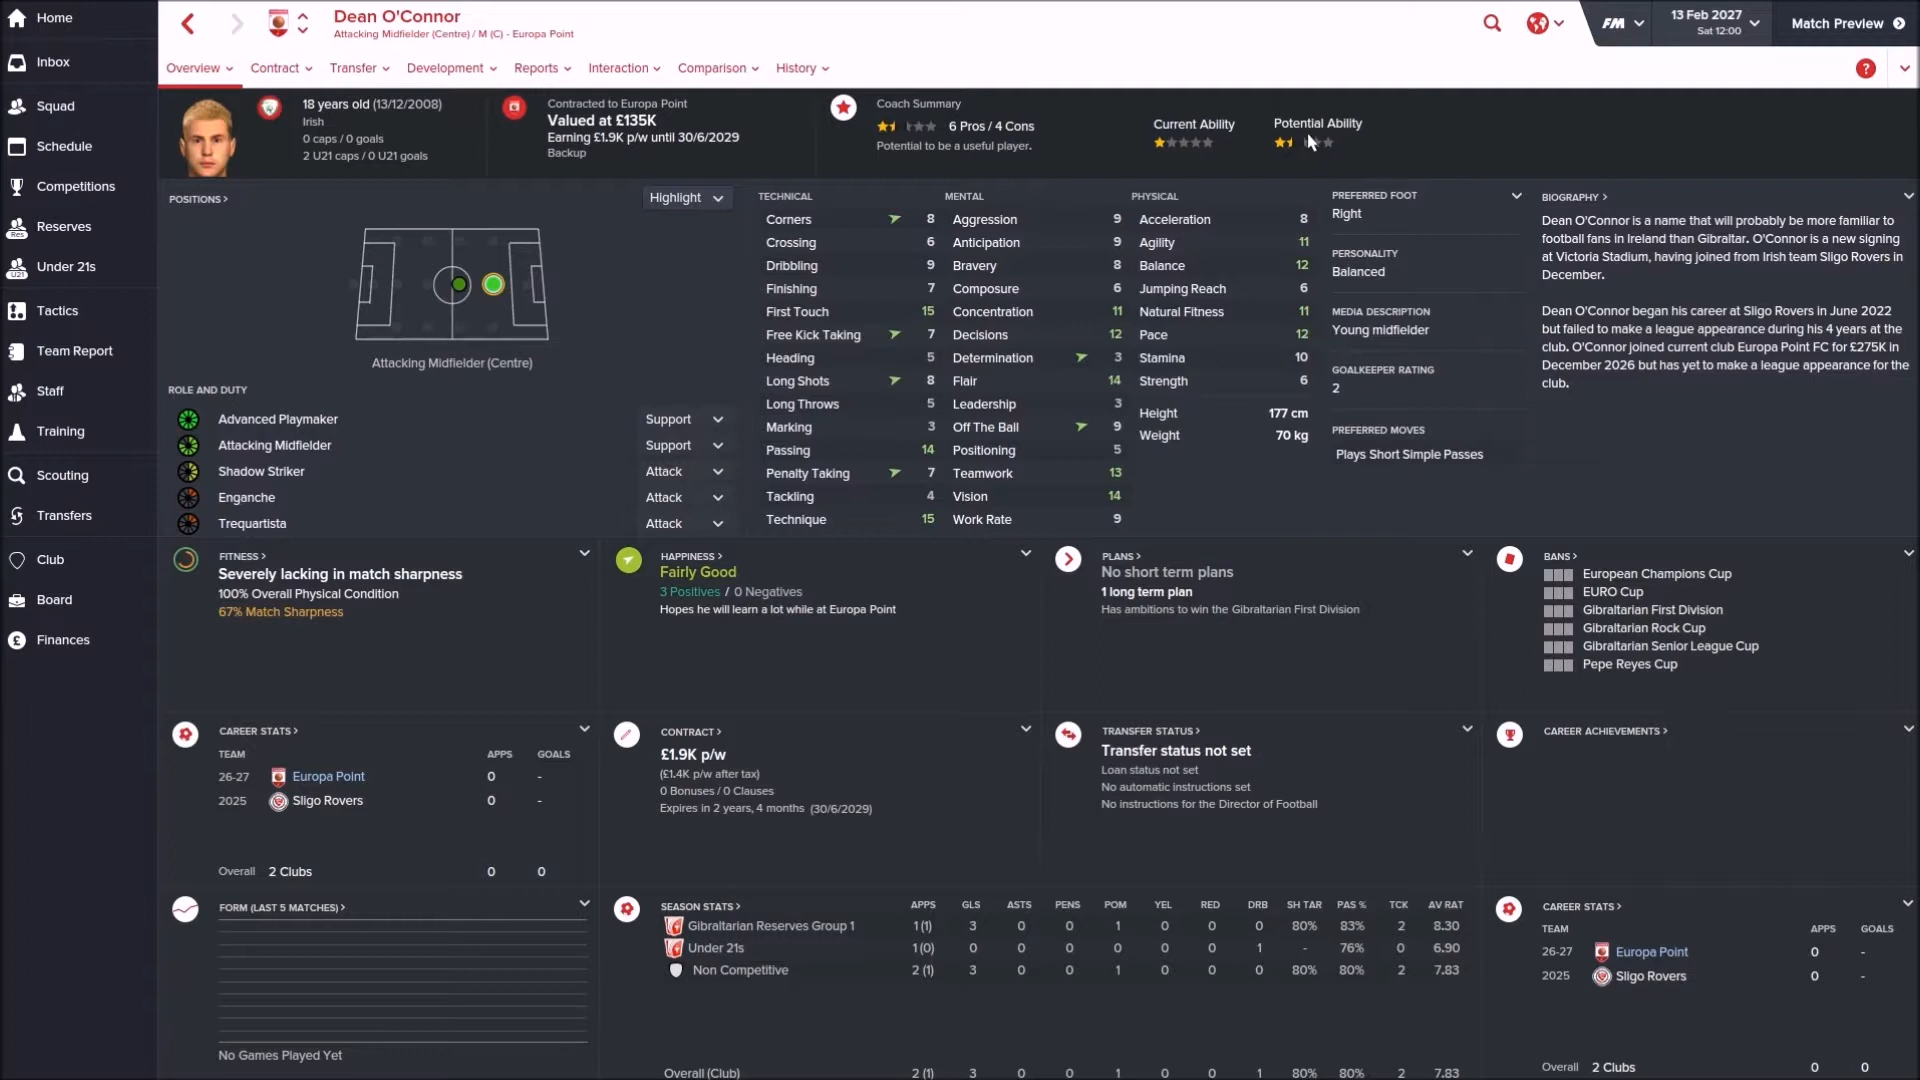 Home
Inbox
Squad
Schedule
Competitions
Reserves
Under 21s
Tactics
Team Report
Staff
Training
Scouting
Transfers
Club
Board
Finances
Dean O'Connor
Attacking Midfielder (Centre) / M (C) - Europa Point
FM
13 Feb 2027
Sat 12:00
Match Preview
Overview Contract Transfer Development Reports Interaction Comparison History
?
18 years old (13/12/2008)
Irish
0 caps / 0 goals
2 U21 caps / 0 U21 goals
Contracted to Europa Point
Valued at £135K
Earning £1.9K p/w until 30/6/2029
Backup
Coach Summary
6 Pros / 4 Cons
Potential to be a useful player.
Current Ability
Potential Ability
POSITIONS >
Highlight
Attacking Midfielder (Centre)
ROLE AND DUTY
Advanced Playmaker Support
Attacking Midfielder Support
Shadow Striker Attack
Enganche Attack
Trequartista Attack
TECHNICAL
Corners 8
Crossing 6
Dribbling 9
Finishing 7
First Touch 15
Free Kick Taking 7
Heading 5
Long Shots 8
Long Throws 5
Marking 3
Passing 14
Penalty Taking 7
Tackling 4
Technique 15
MENTAL
Aggression 9
Anticipation 9
Bravery 8
Composure 6
Concentration 11
Decisions 12
Determination 3
Flair 14
Leadership 3
Off The Ball 9
Positioning 5
Teamwork 13
Vision 14
Work Rate 9
PHYSICAL
Acceleration 8
Agility 11
Balance 12
Jumping Reach 6
Natural Fitness 11
Pace 12
Stamina 10
Strength 6
Height 177 cm
Weight 70 kg
PREFERRED FOOT
Right
PERSONALITY
Balanced
MEDIA DESCRIPTION
Young midfielder
GOALKEEPER RATING
2
PREFERRED MOVES
Plays Short Simple Passes
BIOGRAPHY >
Dean O'Connor is a name that will probably be more familiar to
football fans in Ireland than Gibraltar. O'Connor is a new signing
at Victoria Stadium, having joined from Irish team Sligo Rovers in
December.
Dean O'Connor began his career at Sligo Rovers in June 2022
but failed to make a league appearance during his 4 years at the
club. O'Connor joined current club Europa Point FC for £275K in
December 2026 but has yet to make a league appearance for the
club.
FITNESS >
Severely lacking in match sharpness
100% Overall Physical Condition
67% Match Sharpness
HAPPINESS >
Fairly Good
3 Positives / 0 Negatives
Hopes he will learn a lot while at Europa Point
PLANS >
No short term plans
1 long term plan
Has ambitions to win the Gibraltarian First Division
BANS >
European Champions Cup
EURO Cup
Gibraltarian First Division
Gibraltarian Rock Cup
Gibraltarian Senior League Cup
Pepe Reyes Cup
CAREER STATS >
TEAM APPS GOALS
26-27 Europa Point 0 -
2025 Sligo Rovers 0 -
Overall 2 Clubs 0 0
CONTRACT >
£1.9K p/w
(£1.4K p/w after tax)
0 Bonuses / 0 Clauses
Expires in 2 years, 4 months (30/6/2029)
TRANSFER STATUS >
Transfer status not set
Loan status not set
No automatic instructions set
No instructions for the Director of Football
CAREER ACHIEVEMENTS >
FORM (LAST 5 MATCHES) >
No Games Played Yet
SEASON STATS > APPS GLS ASTS PENS POM YEL RED DRB SH TAR PAS % TCK AV RAT
Gibraltarian Reserves Group 1 1 (1) 3 0 0 1 0 0 0 80% 83% 2 8.30
Under 21s 1 (0) 0 0 0 0 0 0 1 - 76% 0 6.90
Non Competitive 2 (1) 3 0 0 1 0 0 0 80% 80% 2 7.83
Overall (Club) 2 (1) 3 0 0 1 0 0 1 80% 80% 2 7.83
CAREER STATS >
TEAM APPS GOALS
26-27 Europa Point 0 -
2025 Sligo Rovers 0 -
Overall 2 Clubs 0 0